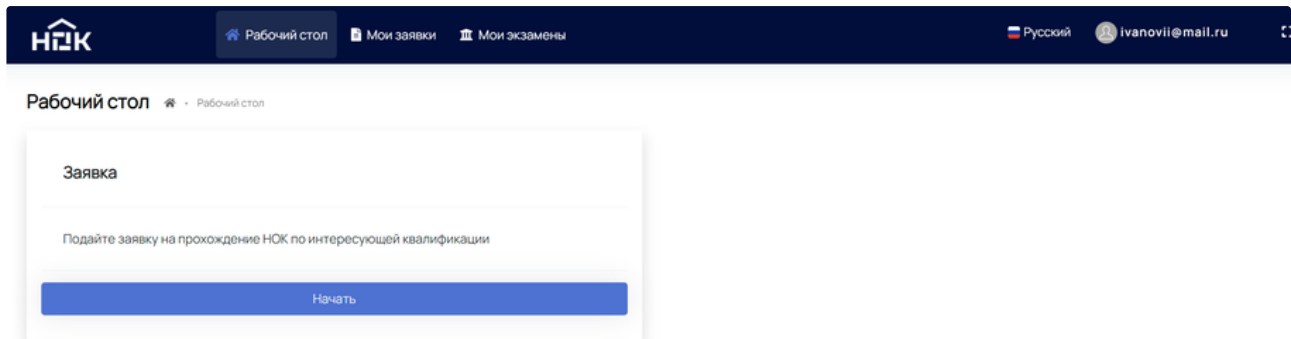 НОК Рабочий стол Мои заявки Мои экзамены Русский ivanovii@mail.ru
Рабочий стол - Рабочий стол
Заявка
Подайте заявку на прохождение НОК по интересующей квалификации
Начать